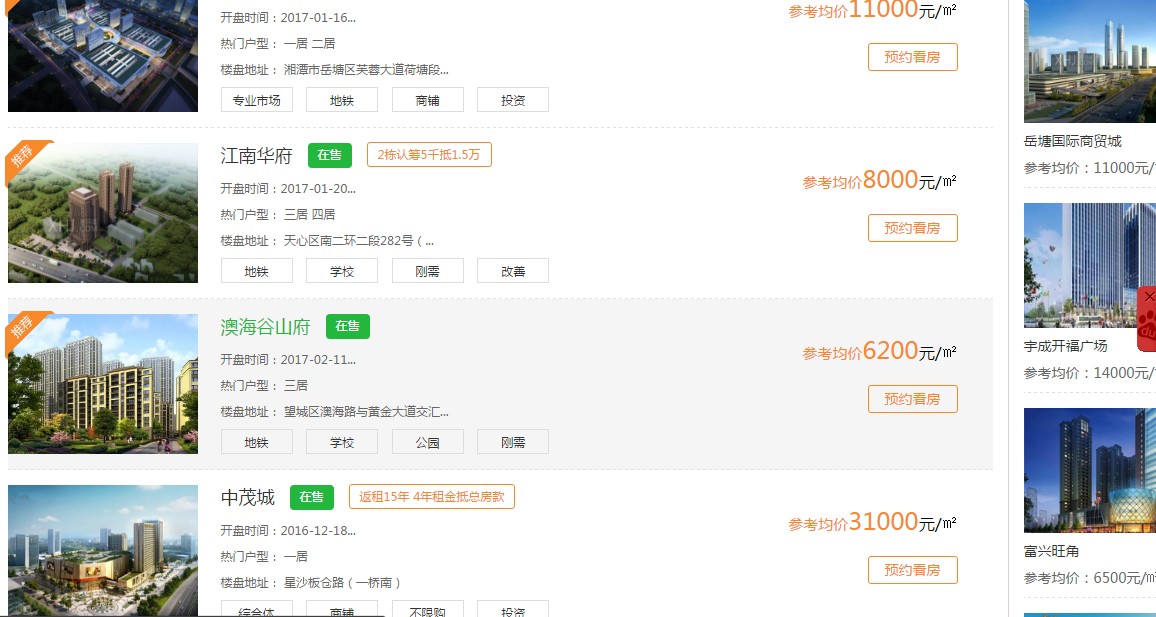 开盘时间：2017-01-16...
参考均价11000元/㎡
热门户型： 一居 二居
预约看房
楼盘地址： 湘潭市岳塘区芙蓉大道荷塘段...
专业市场 地铁 商铺 投资
推荐
江南华府 在售 2栋认筹5千抵1.5万
开盘时间：2017-01-20...
参考均价8000元/㎡
热门户型： 三居 四居
预约看房
楼盘地址： 天心区南二环二段282号（...
地铁 学校 刚需 改善
推荐
澳海谷山府 在售
开盘时间：2017-02-11...
参考均价6200元/㎡
热门户型： 三居
预约看房
楼盘地址： 望城区澳海路与黄金大道交汇...
地铁 学校 公园 刚需
中茂城 在售 返租15年 4年租金抵总房款
开盘时间：2016-12-18...
参考均价31000元/㎡
热门户型： 一居
预约看房
楼盘地址： 星沙板仓路（一桥南）
综合体 商铺 不限购 投资
岳塘国际商贸城
参考均价：11000元/
宇成开福广场
参考均价：14000元/
du
富兴旺角
参考均价：6500元/㎡